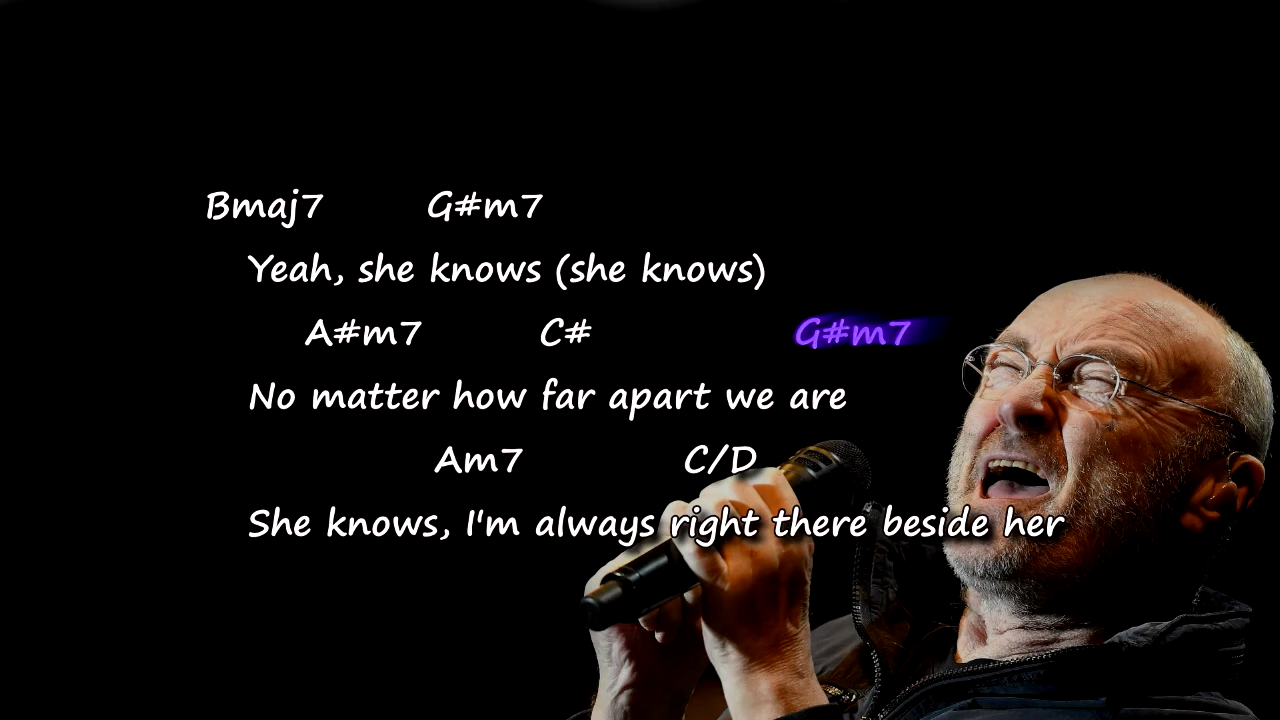 Bmaj7 G#m7
Yeah, she knows (she knows)
A#m7 C# G#m7
No matter how far apart we are
Am7 C/D
She knows, I'm always right there beside her